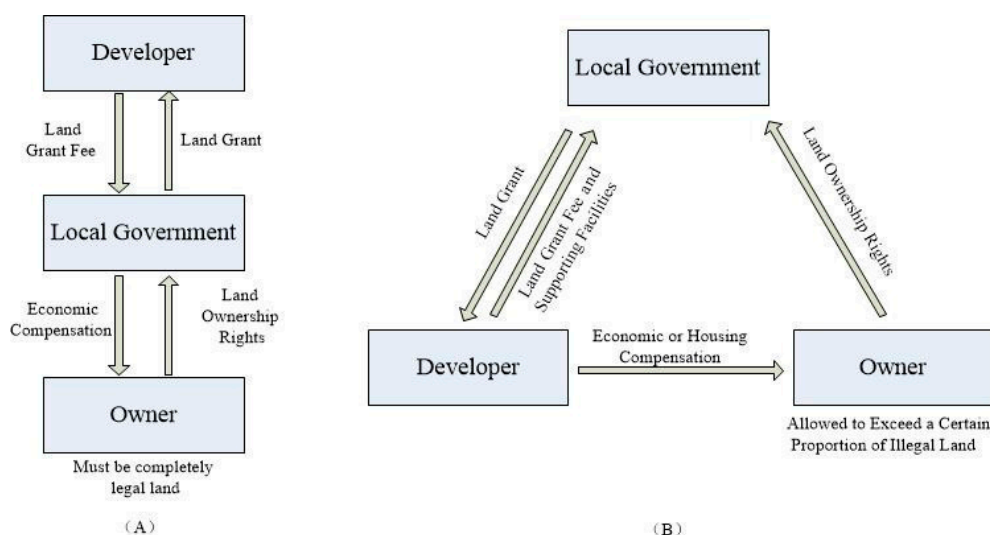 Developer
Land
Grant Fee
Land Grant
Local Government
Economic
Compensation
Land
Ownership
Rights
Owner
Must be completely
legal land
（A）
Local Government
Land Grant
Land Grant Fee and
Supporting Facilities
Land Ownership Rights
Developer
Economic or Housing
Compensation
Owner
Allowed to Exceed a Certain
Proportion of Illegal Land
（B）